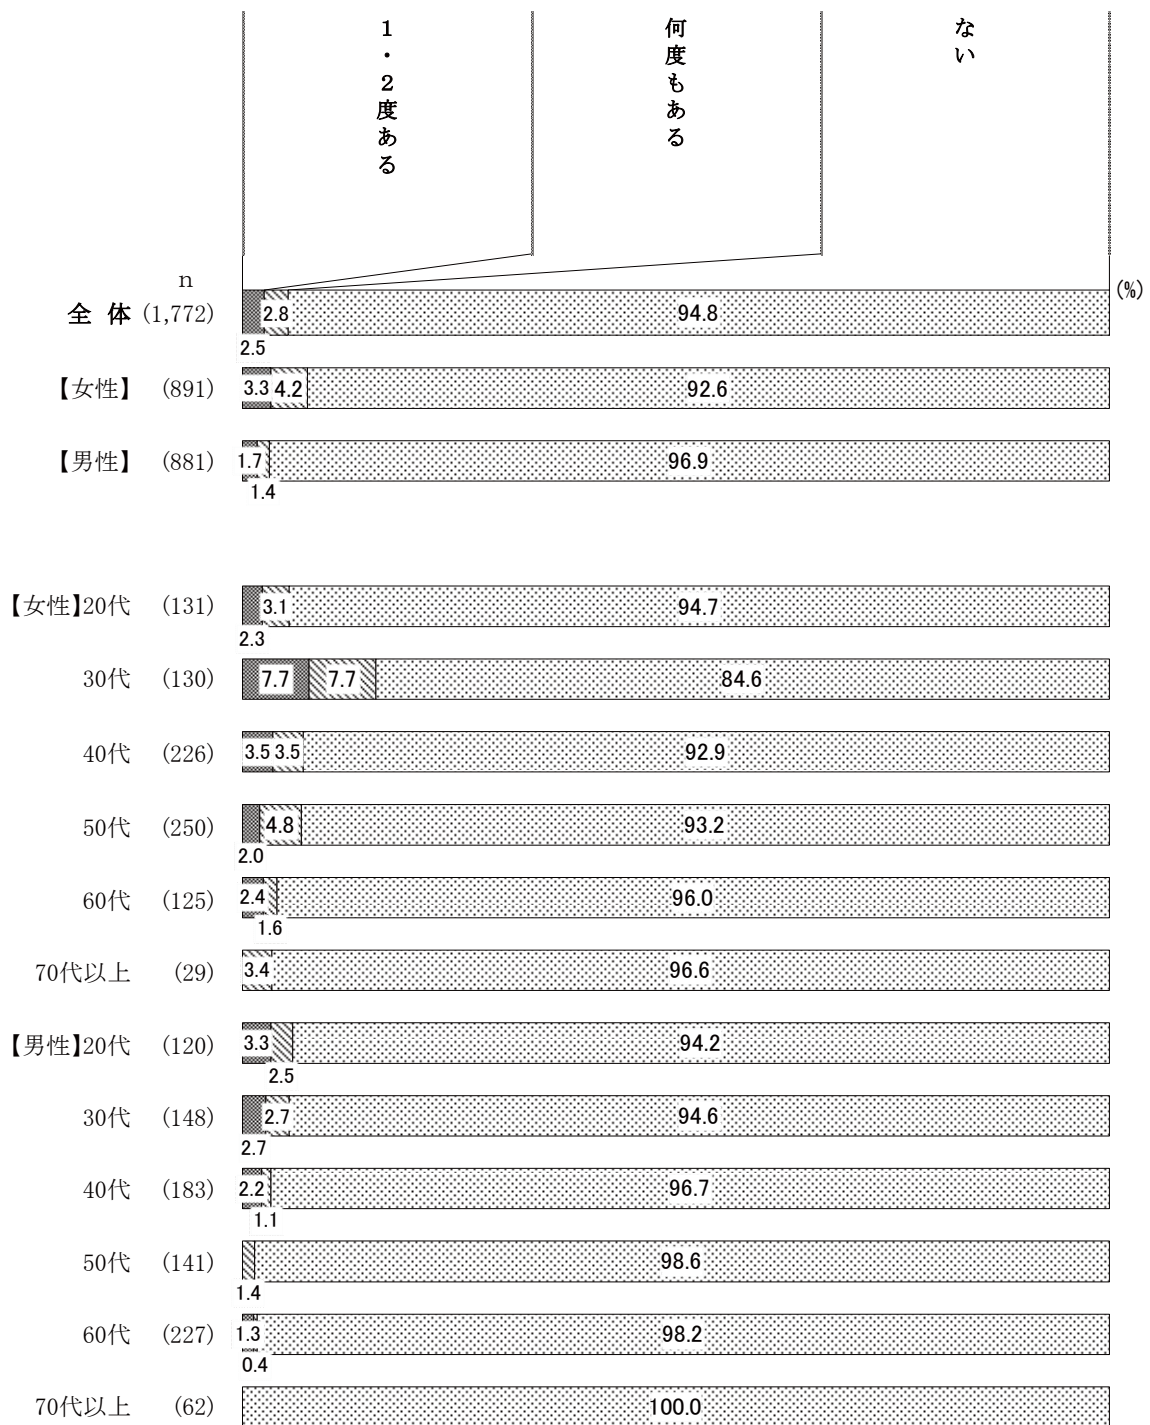 1・2度ある
何度もある
ない
n
(%)
全 体 (1,772) 2.8 94.8
2.5
【女性】 (891) 3.3 4.2 92.6
【男性】 (881) 1.7 96.9
1.4
【女性】20代 (131) 3.1 94.7
2.3
30代 (130) 7.7 7.7 84.6
40代 (226) 3.5 3.5 92.9
50代 (250) 4.8 93.2
2.0
60代 (125) 2.4 96.0
1.6
70代以上 (29) 3.4 96.6
【男性】20代 (120) 3.3 94.2
2.5
30代 (148) 2.7 94.6
2.7
40代 (183) 2.2 96.7
1.1
50代 (141) 98.6
1.4
60代 (227) 1.3 98.2
0.4
70代以上 (62) 100.0